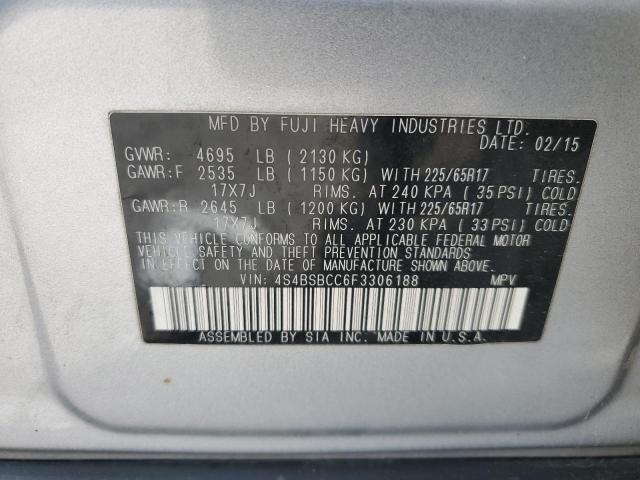 MFD BY FUJI HEAVY INDUSTRIES LTD.
DATE: 02/15
GVWR: 4695 LB ( 2130 KG)
GAWR:F 2535 LB ( 1150 KG) WITH 225/65R17 TIRES.
17X7J RIMS. AT 240 KPA ( 35 PSI) COLD
GAWR:R 2645 LB ( 1200 KG) WITH 225/65R17 TIRES.
17X7J RIMS. AT 230 KPA ( 33 PSI) COLD
THIS VEHICLE CONFORMS TO ALL APPLICABLE FEDERAL MOTOR
VEHICLE SAFETY AND THEFT PREVENTION STANDARDS
IN EFFECT ON THE DATE OF MANUFACTURE SHOWN ABOVE.
VIN: 4S4BSBCC6F3306188 MPV
ASSEMBLED BY SIA INC. MADE IN U.S.A.